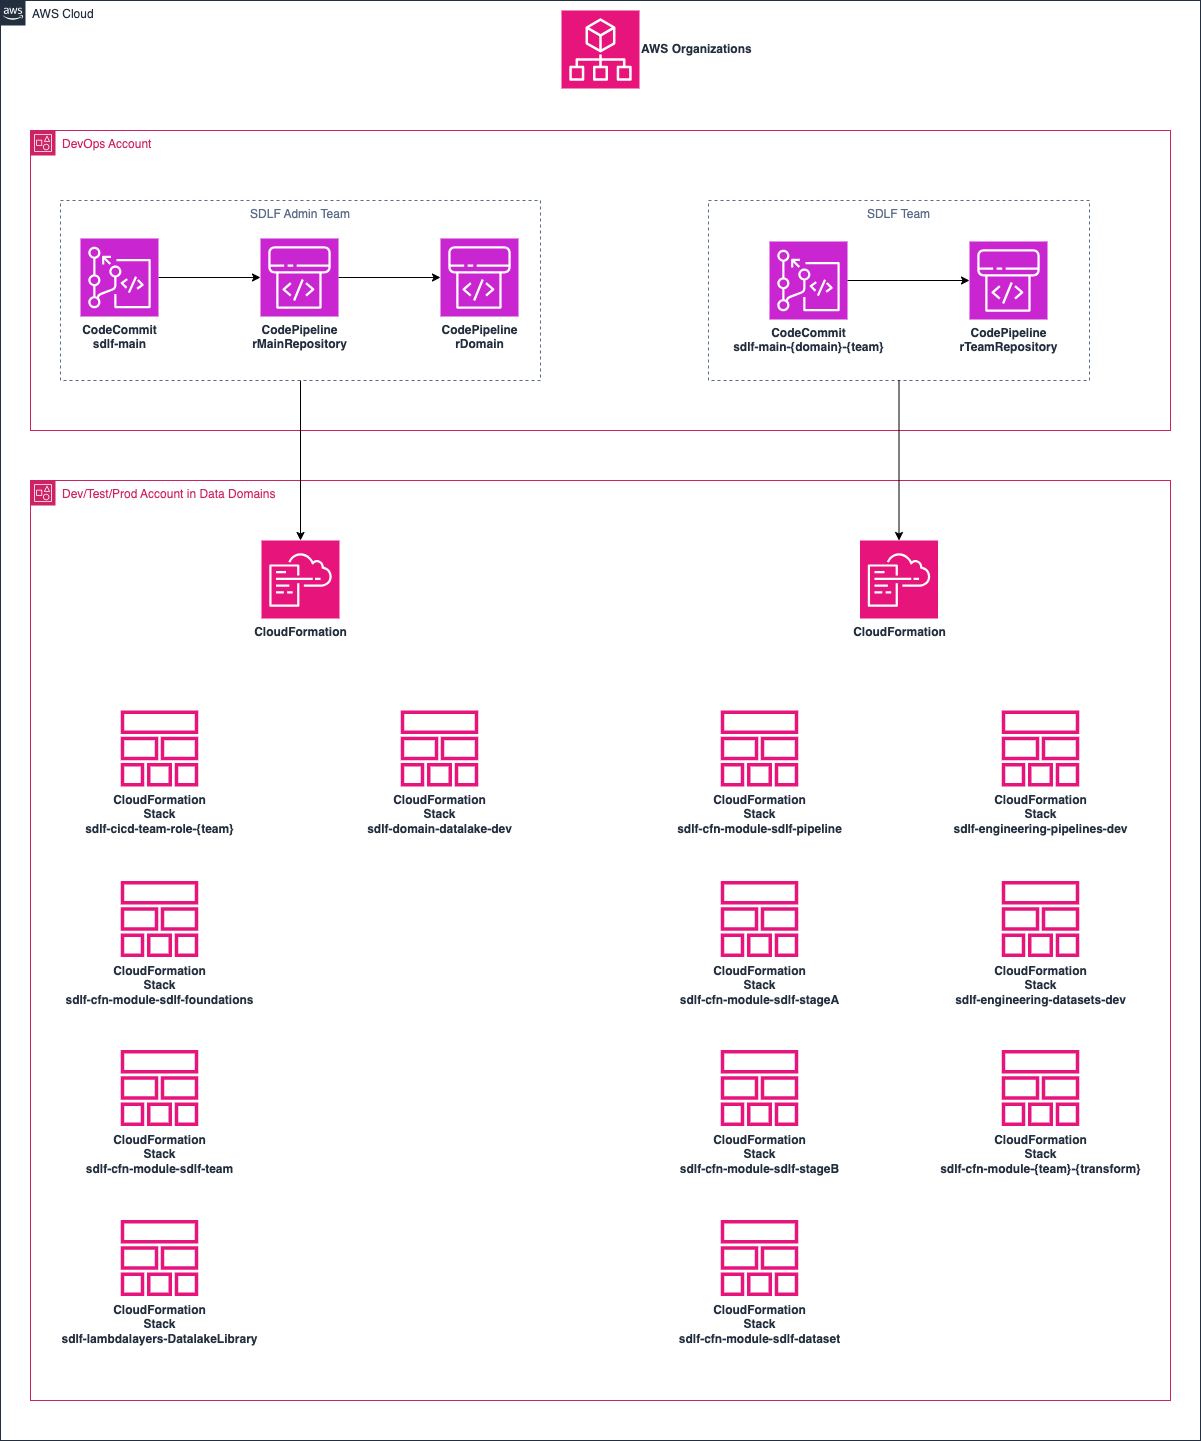 aws
AWS Cloud
AWS Organizations
DevOps Account
SDLF Admin Team
CodeCommit
sdlf-main
CodePipeline
rMainRepository
CodePipeline
rDomain
SDLF Team
CodeCommit
sdlf-main-{domain}-{team}
CodePipeline
rTeamRepository
Dev/Test/Prod Account in Data Domains
CloudFormation
CloudFormation
CloudFormation
Stack
sdlf-cicd-team-role-{team}
CloudFormation
Stack
sdlf-domain-datalake-dev
CloudFormation
Stack
sdlf-cfn-module-sdlf-pipeline
CloudFormation
Stack
sdlf-engineering-pipelines-dev
CloudFormation
Stack
sdlf-cfn-module-sdlf-foundations
CloudFormation
Stack
sdlf-cfn-module-sdlf-stageA
CloudFormation
Stack
sdlf-engineering-datasets-dev
CloudFormation
Stack
sdlf-cfn-module-sdlf-team
CloudFormation
Stack
sdlf-cfn-module-sdlf-stageB
CloudFormation
Stack
sdlf-cfn-module-{team}-{transform}
CloudFormation
Stack
sdlf-lambdalayers-DatalakeLibrary
CloudFormation
Stack
sdlf-cfn-module-sdlf-dataset